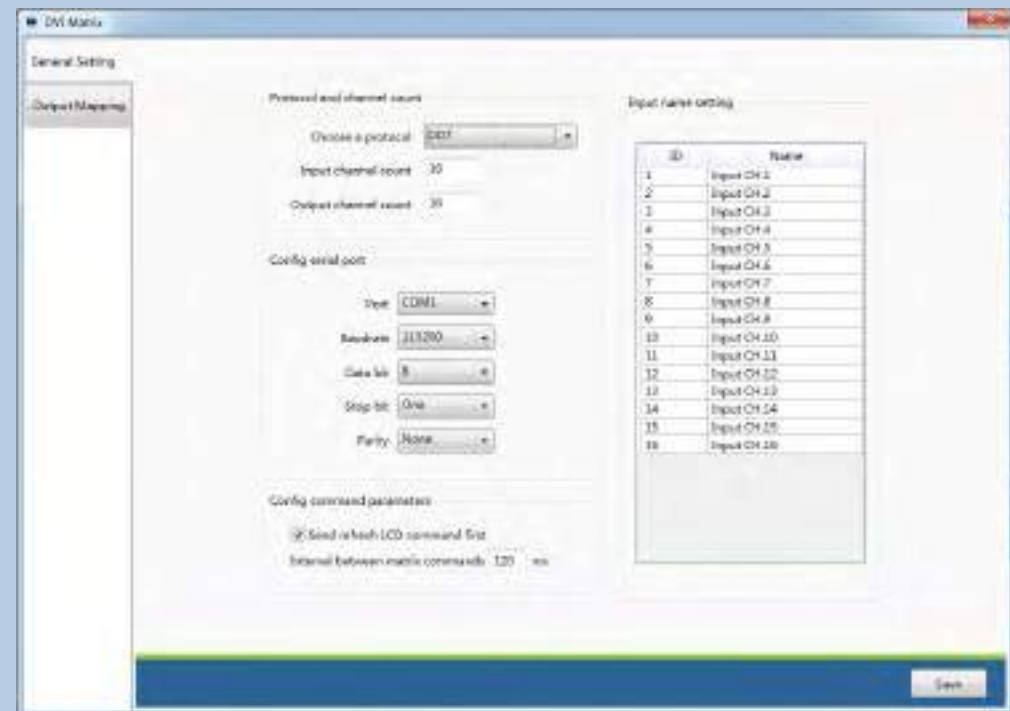 DVI Matrix
General Setting
Output Mapping
Protocol and channel count
Choose a protocol
Input channel count
Output channel count
Config serial port
Port COM1
Baudrate 115200
Data bit 8
Stop bit One
Parity None
Config command parameters
Send refresh LCD command first
Interval between matrix commands 120 ms
Input name setting
ID Name
1 Input CH.1
2 Input CH.2
3 Input CH.3
4 Input CH.4
5 Input CH.5
6 Input CH.6
7 Input CH.7
8 Input CH.8
9 Input CH.9
10 Input CH.10
11 Input CH.11
12 Input CH.12
13 Input CH.13
14 Input CH.14
15 Input CH.15
16 Input CH.16
Save